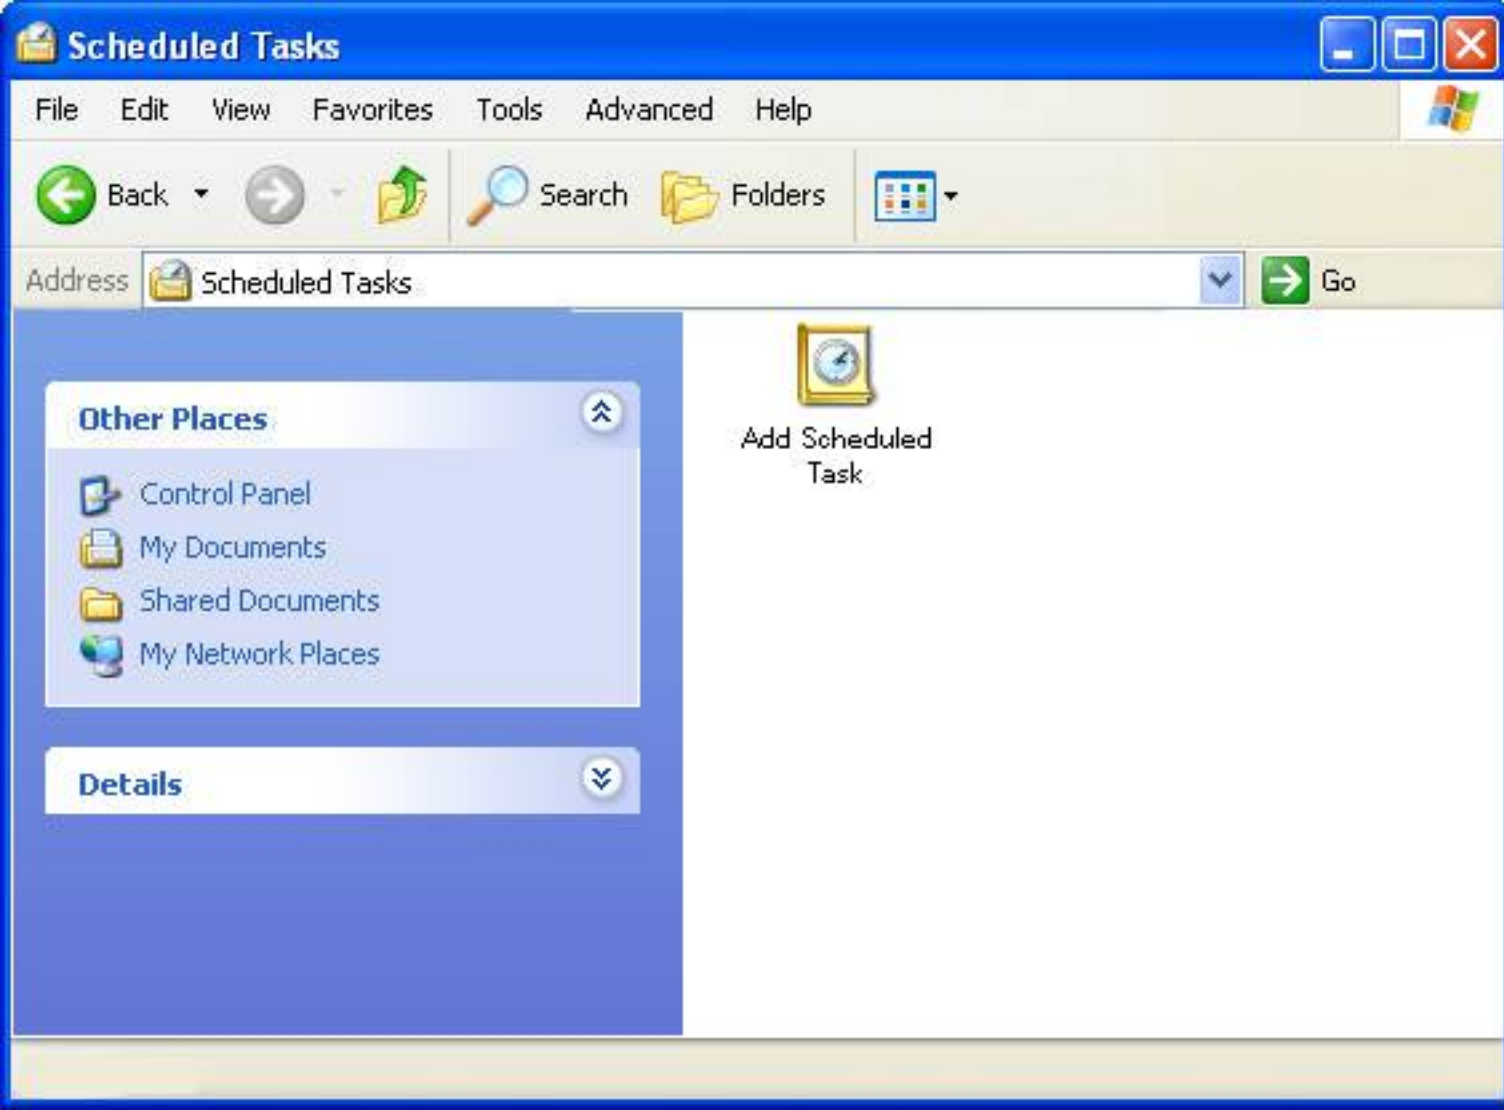 Scheduled Tasks
File Edit View Favorites Tools Advanced Help
Back Search Folders
Address Scheduled Tasks Go
Other Places
Control Panel
My Documents
Shared Documents
My Network Places
Details
Add Scheduled
Task